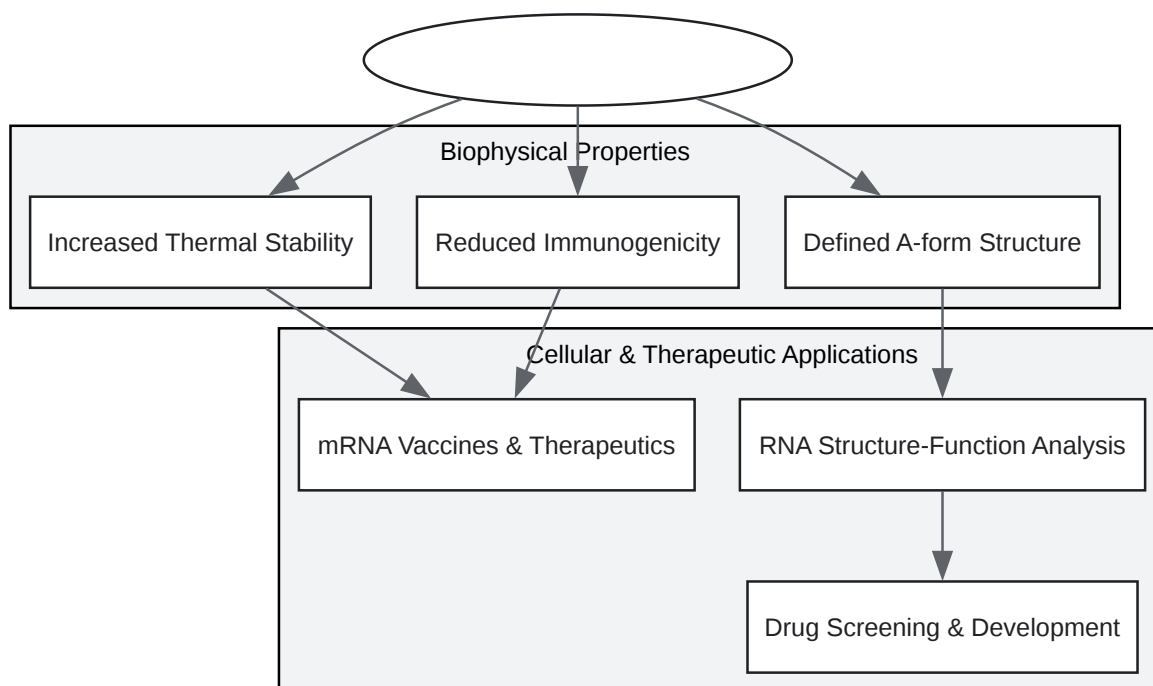 Biophysical Properties
Increased Thermal Stability
Reduced Immunogenicity
Defined A-form Structure
Cellular & Therapeutic Applications
mRNA Vaccines & Therapeutics
RNA Structure-Function Analysis
Drug Screening & Development